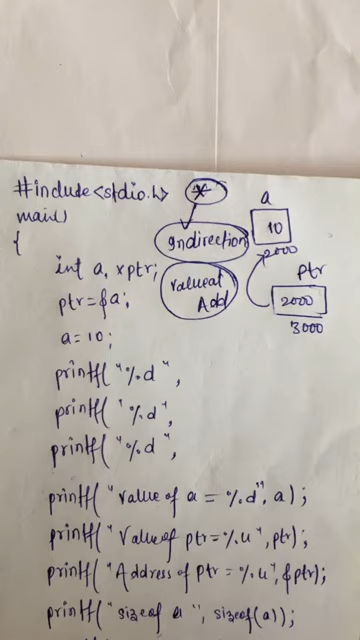 #include<stdio.h> *
main()
{
Indirection
Value at
Add
a
10
2000
ptr
2000
3000
int a, *ptr;
ptr=&a;
a=10;
printf("%d",
printf("%d",
printf("%d",
printf("Value of a = %d", a);
printf("Value of ptr=%u", ptr);
printf("Address of ptr = %u", &ptr);
printf("sizeof a ", sizeof(a));